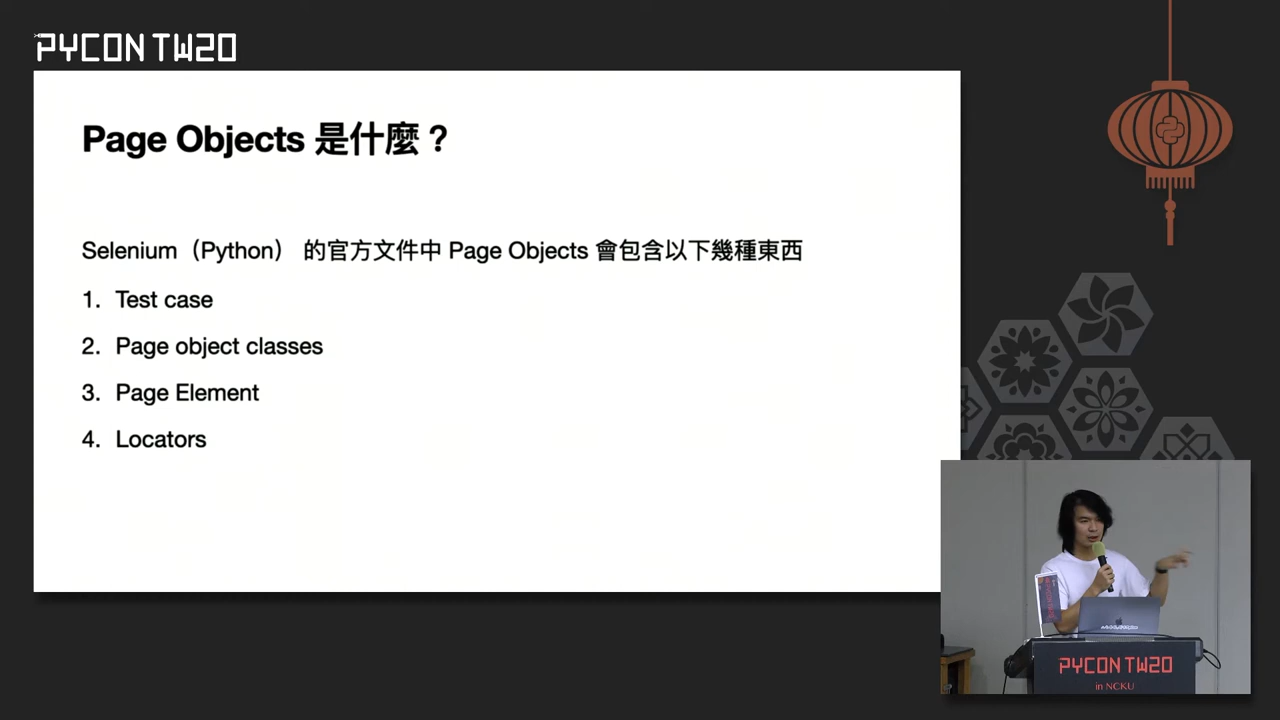 PYCON TW20
Page Objects 是什麼？
Selenium（Python） 的官方文件中 Page Objects 會包含以下幾種東西
1. Test case
2. Page object classes
3. Page Element
4. Locators
PYCON TW20
in NCKU